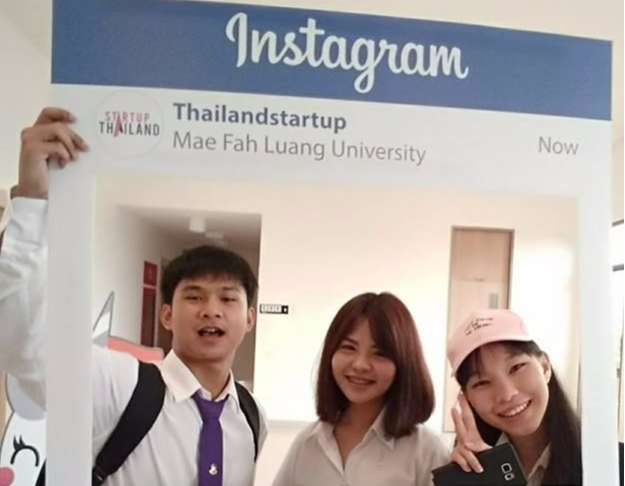 Instagram
STARTUP
THAILAND
Thailandstartup
Mae Fah Luang University
Now